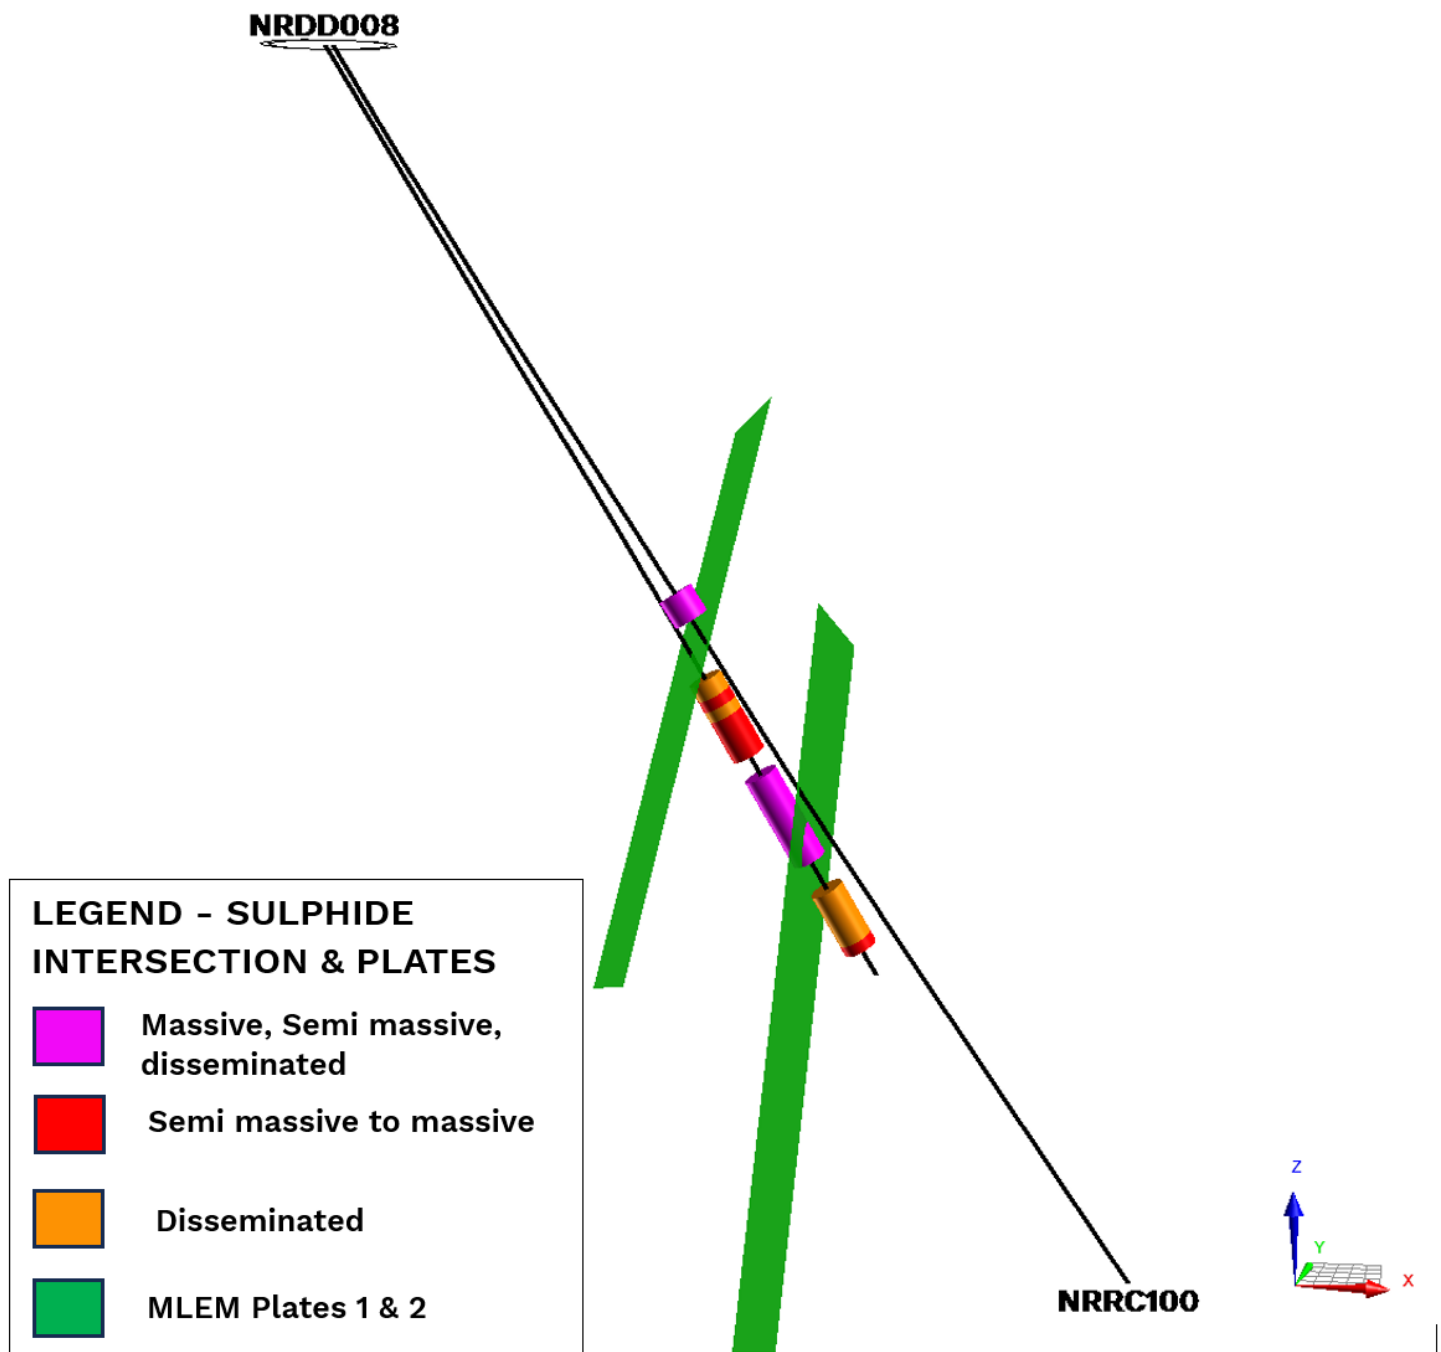 NRDD008
LEGEND - SULPHIDE
INTERSECTION & PLATES
Massive, Semi massive,
disseminated
Semi massive to massive
Disseminated
MLEM Plates 1 & 2
NRRC100
Z
Y
X